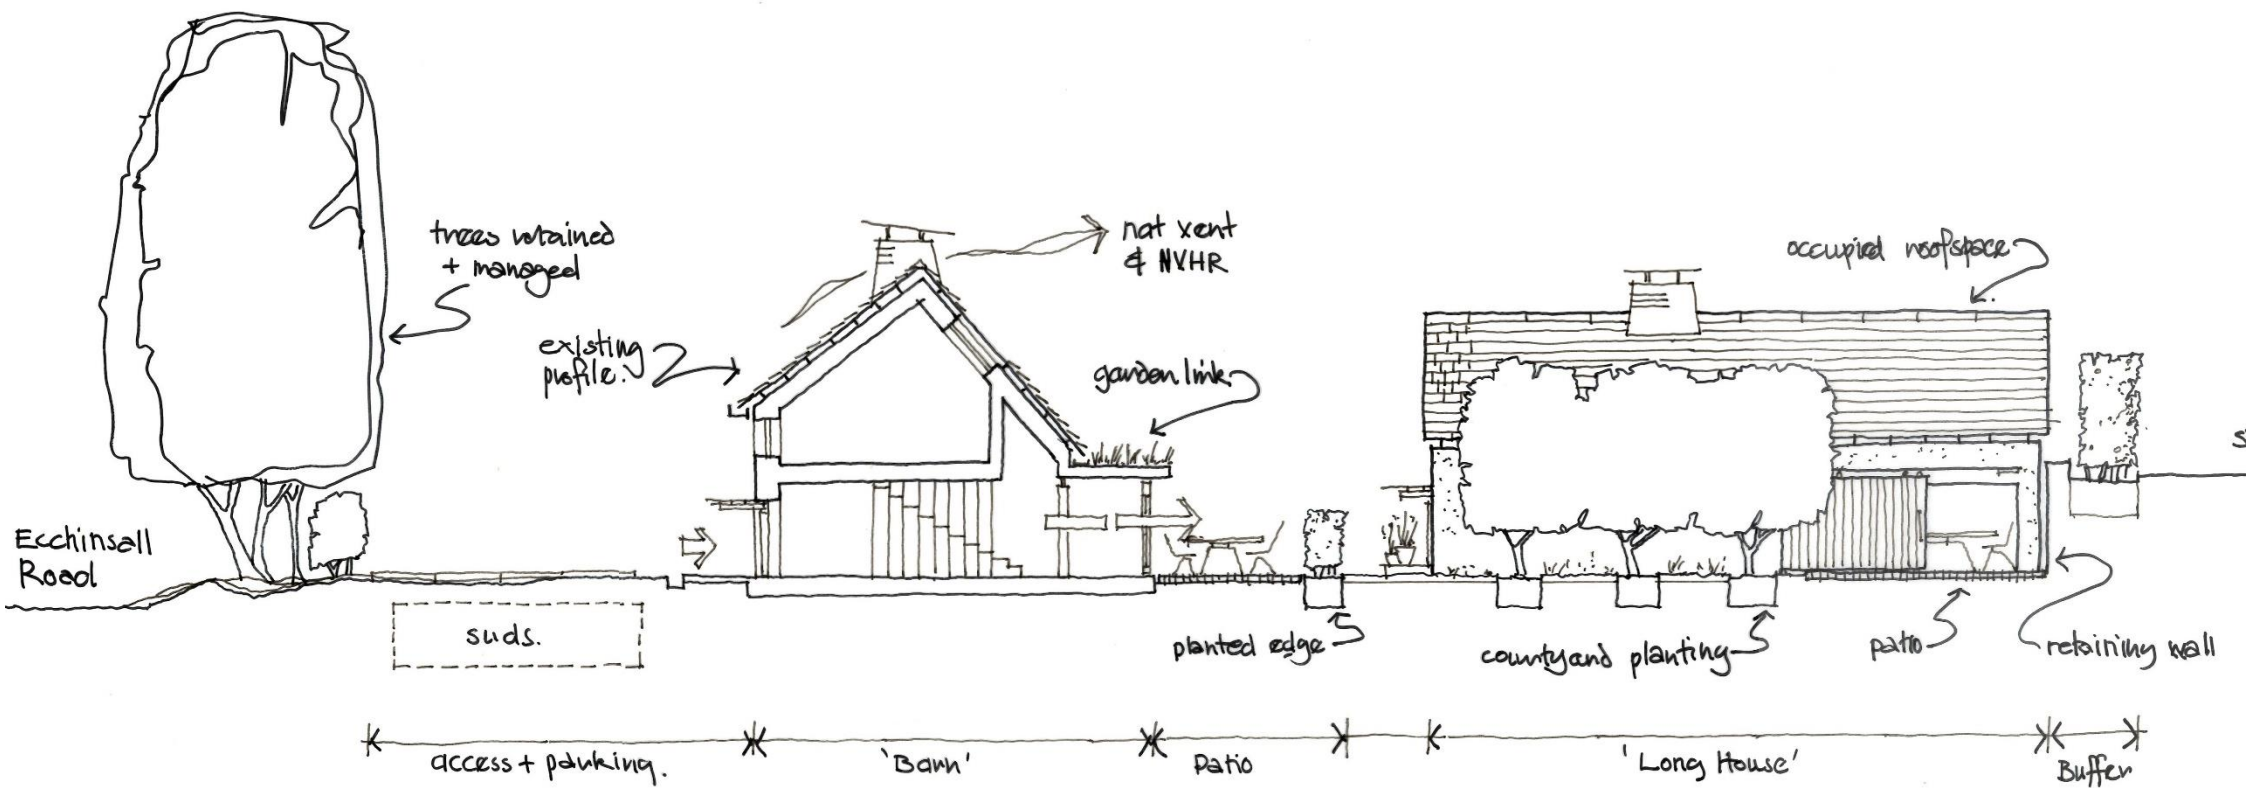 trees retained
+ managed
nat vent
& NVHR
occupied roofspace
existing
profile.
garden link
Ecchinsall
Road
suds.
planted edge
courtyard planting
patio
retaining wall
access + parking.
'Barn'
Patio
'Long House'
Buffer